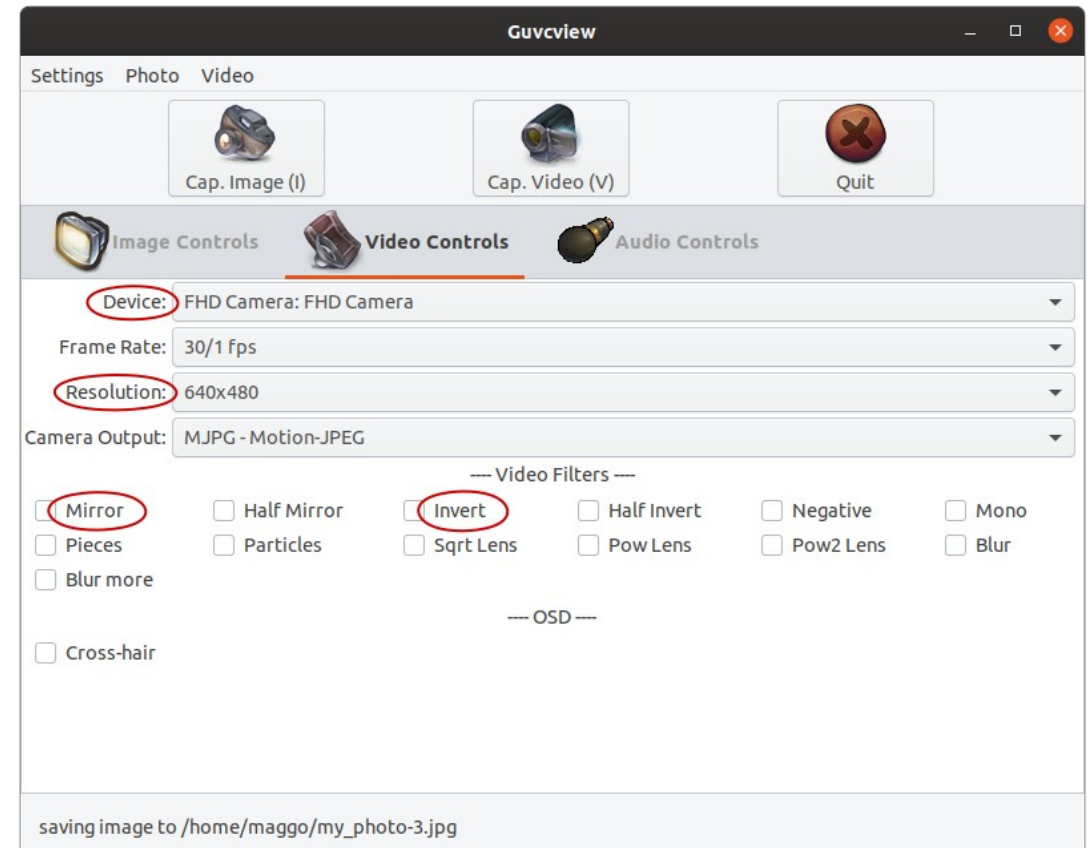 Guvcview
Settings Photo Video
Cap. Image (I) Cap. Video (V) Quit
Image Controls Video Controls Audio Controls
Device: FHD Camera: FHD Camera
Frame Rate: 30/1 fps
Resolution: 640x480
Camera Output: MJPG - Motion-JPEG
---- Video Filters ----
Mirror Half Mirror Invert Half Invert Negative Mono
Pieces Particles Sqrt Lens Pow Lens Pow2 Lens Blur
Blur more
---- OSD ----
Cross-hair
saving image to /home/maggo/my_photo-3.jpg